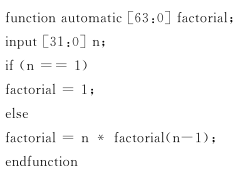 function automatic [63:0] factorial;
input [31:0] n;
if (n == 1)
factorial = 1;
else
factorial = n * factorial(n-1);
endfunction